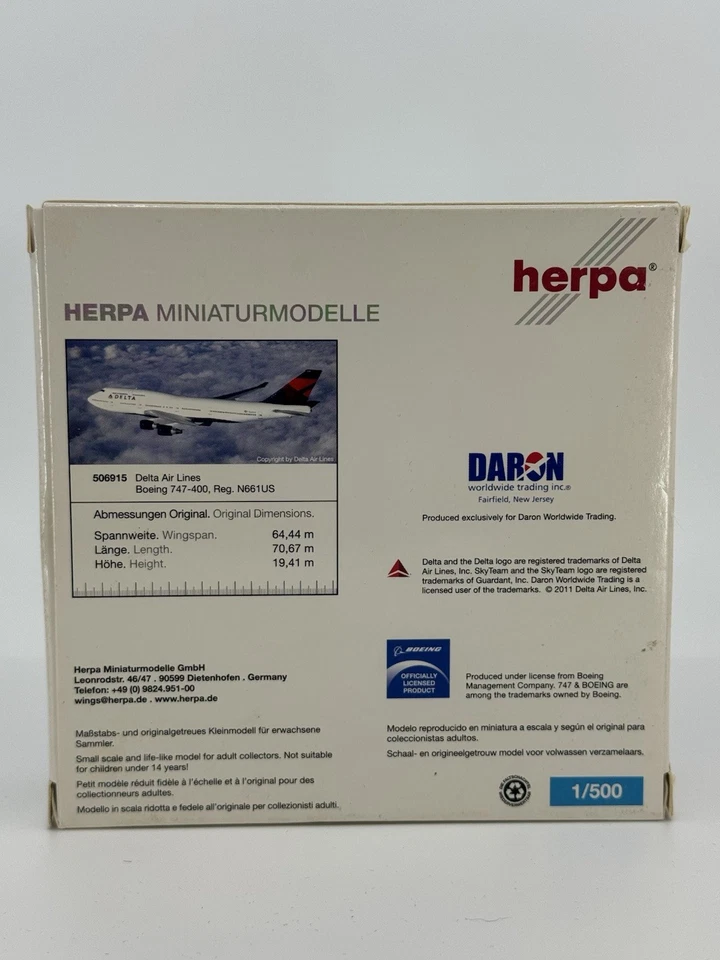 herpa®
HERPA MINIATURMODELLE
DELTA
Copyright by Delta Air Lines
506915 Delta Air Lines
Boeing 747-400, Reg. N661US
Abmessungen Original. Original Dimensions.
Spannweite. Wingspan. 64,44 m
Länge. Length. 70,67 m
Höhe. Height. 19,41 m
DARON
worldwide trading inc.®
Fairfield, New Jersey
Produced exclusively for Daron Worldwide Trading.
Delta and the Delta logo are registered trademarks of Delta
Air Lines, Inc. SkyTeam and the SkyTeam logo are registered
trademarks of Guardant, Inc. Daron Worldwide Trading is a
licensed user of the trademarks. © 2011 Delta Air Lines, Inc.
BOEING
OFFICIALLY
LICENSED
PRODUCT
Produced under license from Boeing
Management Company. 747 & BOEING are
among the trademarks owned by Boeing.
Herpa Miniaturmodelle GmbH
Leonrodstr. 46/47 . 90599 Dietenhofen . Germany
Telefon: +49 (0) 9824.951-00
wings@herpa.de . www.herpa.de
Maßstabs- und originalgetreues Kleinmodell für erwachsene
Sammler.
Small scale and life-like model for adult collectors. Not suitable
for children under 14 years!
Petit modèle réduit fidèle à l'échelle et à l'original pour des
collectionneurs adultes.
Modello in scala ridotta e fedele all'originale per collezionisti adulti.
Modelo reproducido en miniatura a escala y según el original para
coleccionistas adultos.
Schaal- en origineelgetrouw model voor volwassen verzamelaars.
1/500